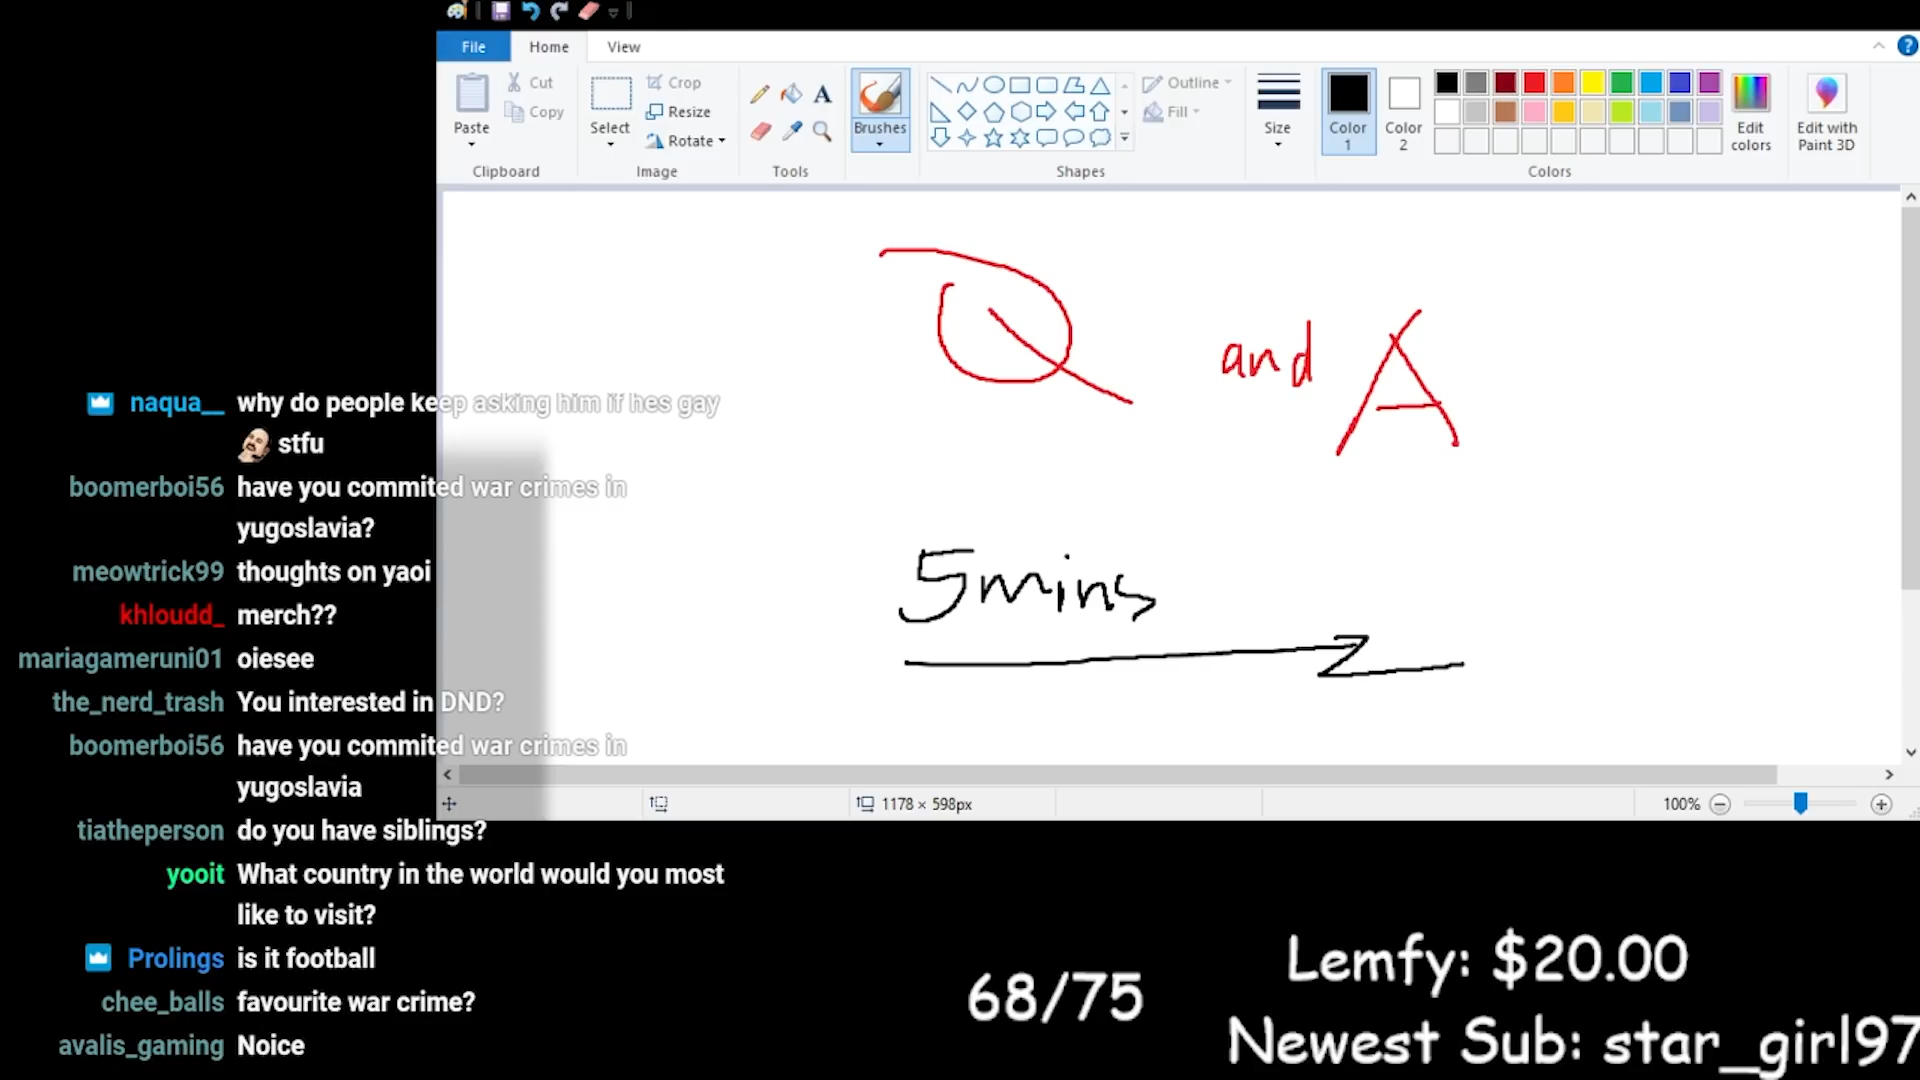 File Home View
Paste
Cut
Copy
Clipboard
Select
Crop
Resize
Rotate
Image
A
Tools
Brushes
Outline
Fill
Shapes
Size
Color 1
Color 2
Edit colors
Edit with Paint 3D
Colors
?
Q and A
5mins
naqua__ why do people keep asking him if hes gay
stfu
boomerboi56 have you commited war crimes in
yugoslavia?
meowtrick99 thoughts on yaoi
khloudd_ merch??
mariagameruni01 oiesee
the_nerd_trash You interested in DND?
boomerboi56 have you commited war crimes in
yugoslavia
tiatheperson do you have siblings?
yooit What country in the world would you most
like to visit?
Prolings is it football
chee_balls favourite war crime?
avalis_gaming Noice
1178 × 598px
100%
68/75
Lemfy: $20.00
Newest Sub: star_girl97